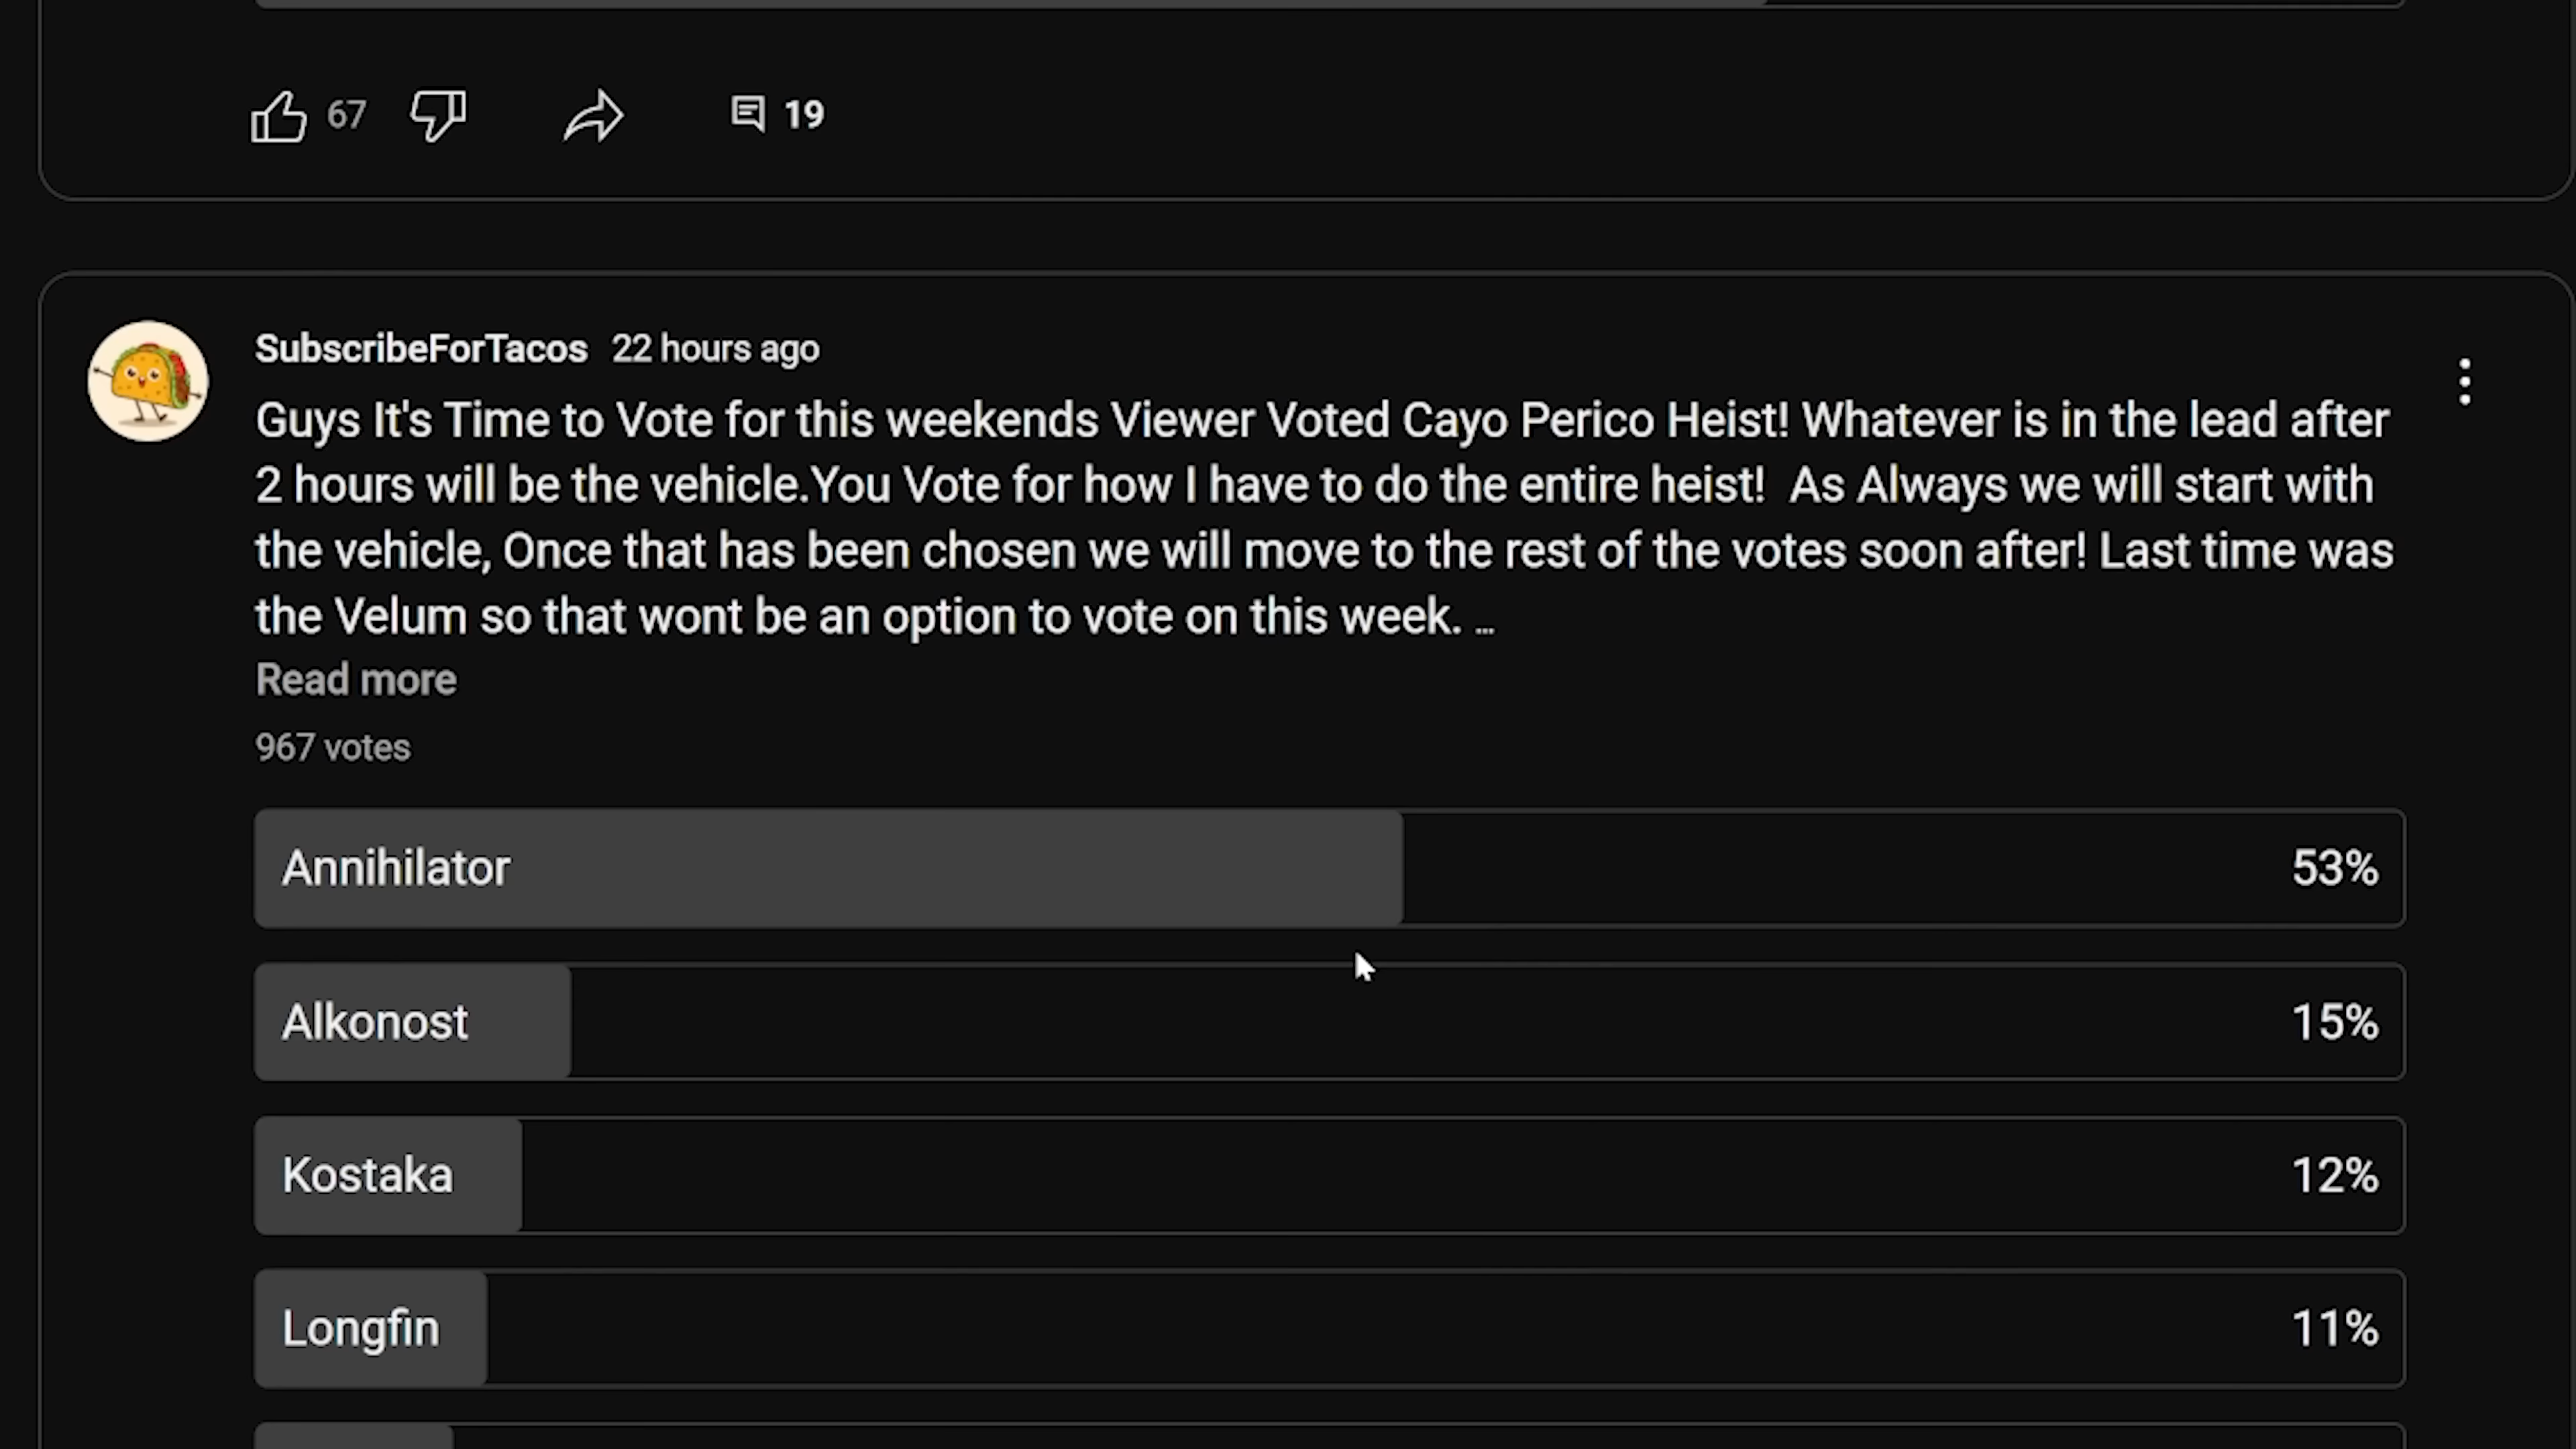 67
19
SubscribeForTacos 22 hours ago
Guys It's Time to Vote for this weekends Viewer Voted Cayo Perico Heist! Whatever is in the lead after
2 hours will be the vehicle.You Vote for how I have to do the entire heist!  As Always we will start with
the vehicle, Once that has been chosen we will move to the rest of the votes soon after! Last time was
the Velum so that wont be an option to vote on this week. ...
Read more
967 votes
Annihilator 53%
Alkonost 15%
Kostaka 12%
Longfin 11%